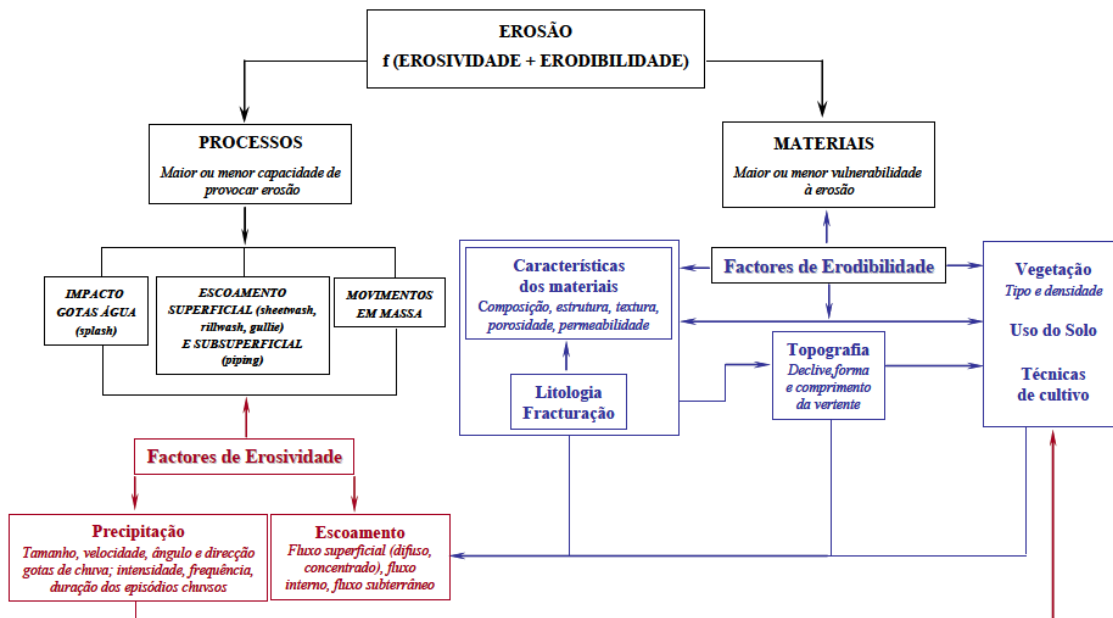 EROSÃO
f (EROSIVIDADE + ERODIBILIDADE)
PROCESSOS
Maior ou menor capacidade de
provocar erosão
MATERIAIS
Maior ou menor vulnerabilidade
à erosão
IMPACTO
GOTAS ÁGUA
(splash)
ESCOAMENTO
SUPERFICIAL (sheetwash,
rillwash, gullie)
E SUBSUPERFICIAL
(piping)
MOVIMENTOS
EM MASSA
Características
dos materiais
Composição, estrutura, textura,
porosidade, permeabilidade
Litologia
Fracturação
Factores de Erodibilidade
Topografia
Declive,forma
e comprimento
da vertente
Vegetação
Tipo e densidade
Uso do Solo
Técnicas
de cultivo
Factores de Erosividade
Precipitação
Tamanho, velocidade, ângulo e direcção
gotas de chuva; intensidade, frequência,
duração dos episódios chuvsos
Escoamento
Fluxo superficial (difuso,
concentrado), fluxo
interno, fluxo subterrâneo